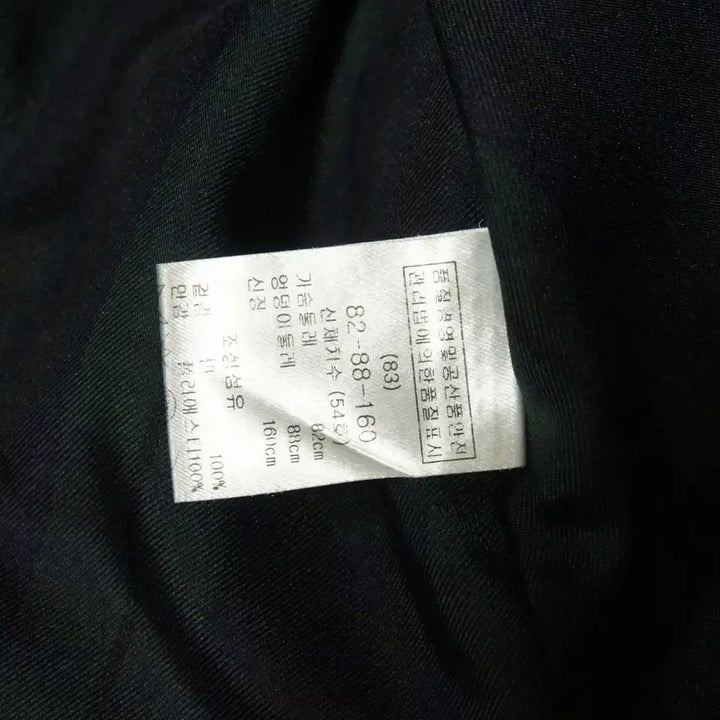 품질경영및공산품안전
관리법에의한품질표시
(83)
82-88-160
신체치수 (54호)
가슴둘레 82cm
엉덩이둘레 88cm
신장 160cm
조성섬유
겉감 100%
안감 폴리에스터100%